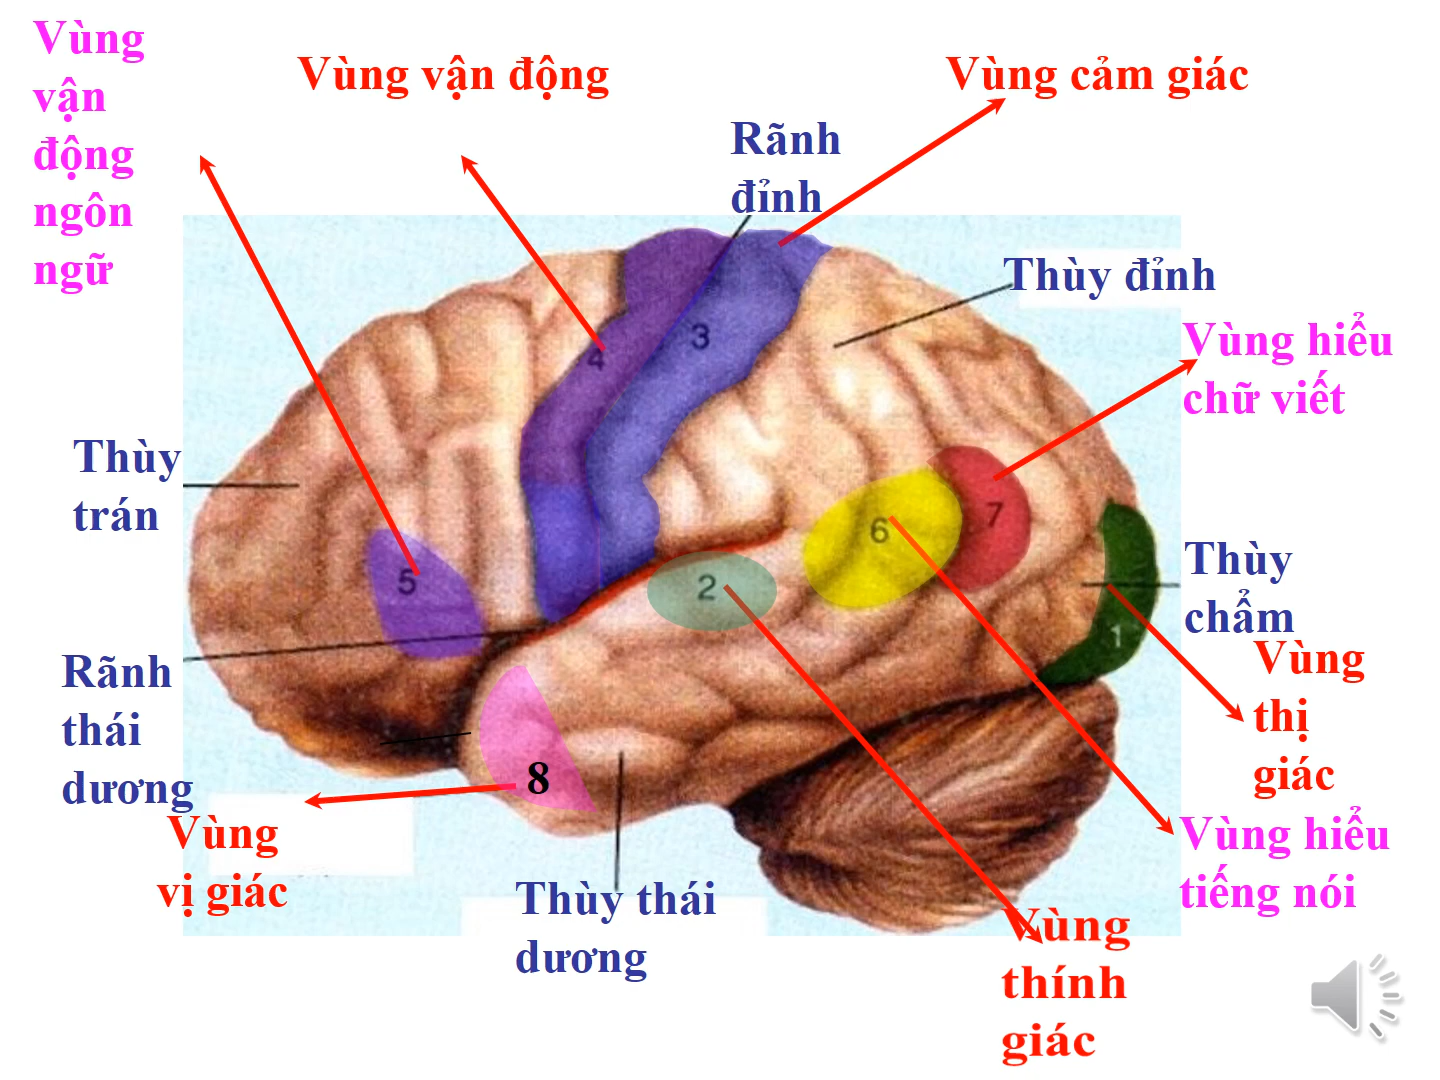 Vùng
vận
động
ngôn
ngữ
Vùng vận động
Vùng cảm giác
Rãnh
đỉnh
Thùy đỉnh
Vùng hiểu
chữ viết
Thùy
trán
Thùy
chẩm
Rãnh
thái
dương
Vùng
thị
giác
Vùng
vị giác
Vùng hiểu
tiếng nói
Thùy thái
dương
Vùng
thính
giác
4
3
5
6
7
2
1
8